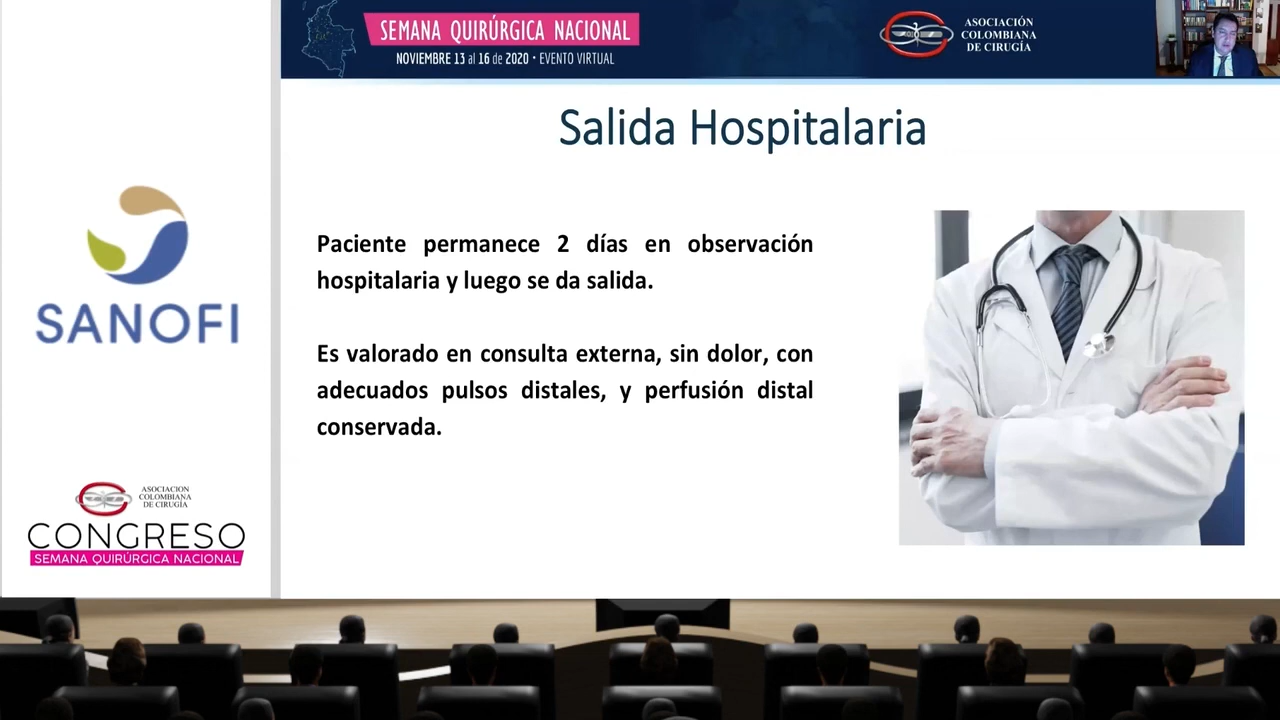 SEMANA QUIRÚRGICA NACIONAL
NOVIEMBRE 13 al 16 de 2020 • EVENTO VIRTUAL
ASOCIACIÓN
COLOMBIANA
DE CIRUGÍA
Salida Hospitalaria
Paciente permanece 2 días en observación
hospitalaria y luego se da salida.
Es valorado en consulta externa, sin dolor, con
adecuados pulsos distales, y perfusión distal
conservada.
SANOFI
ASOCIACION
COLOMBIANA
DE CIRUGÍA
CONGRESO
SEMANA QUIRÚRGICA NACIONAL